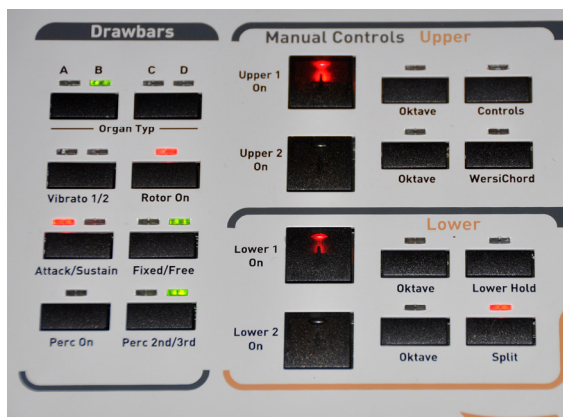 Drawbars
A B C D
Organ Typ
Vibrato 1/2 Rotor On
Attack/Sustain Fixed/Free
Perc On Perc 2nd/3rd
Manual Controls Upper
Upper 1
On
Oktave Controls
Upper 2
On
Oktave WersiChord
Lower
Lower 1
On
Oktave Lower Hold
Lower 2
On
Oktave Split